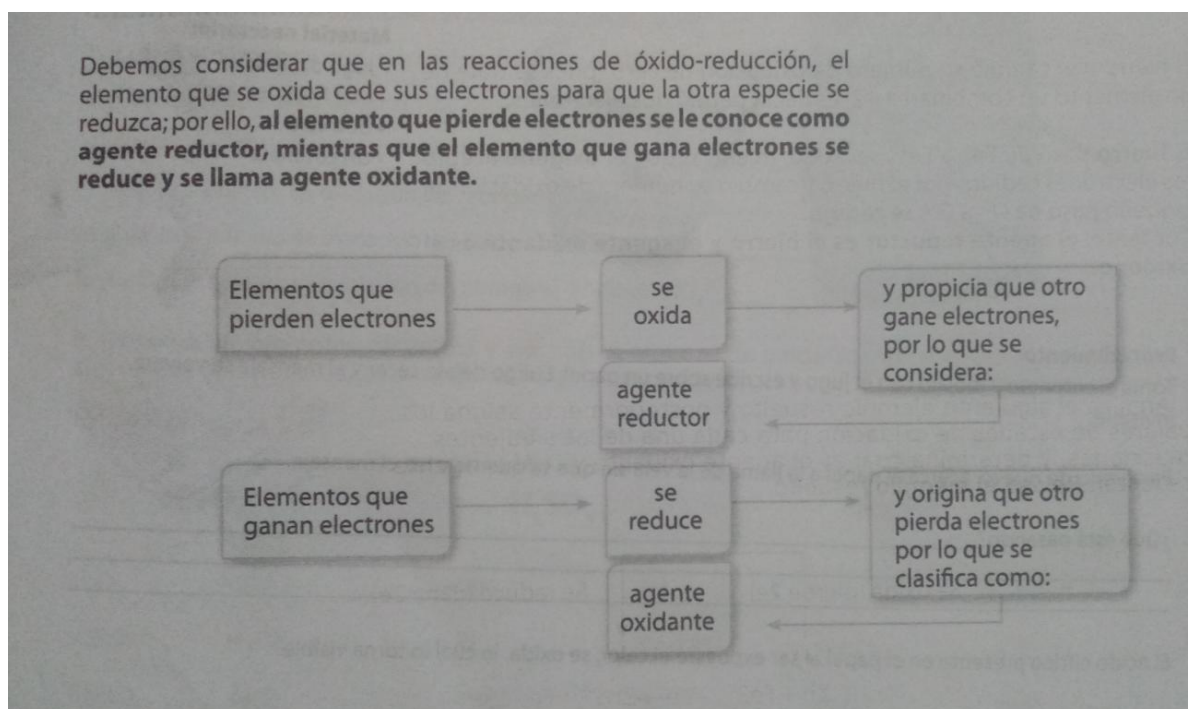 Debemos considerar que en las reacciones de óxido-reducción, el
elemento que se oxida cede sus electrones para que la otra especie se
reduzca; por ello, al elemento que pierde electrones se le conoce como
agente reductor, mientras que el elemento que gana electrones se
reduce y se llama agente oxidante.
Elementos que
pierden electrones
se
oxida
y propicia que otro
gane electrones,
por lo que se
considera:
agente
reductor
Elementos que
ganan electrones
se
reduce
y origina que otro
pierda electrones
por lo que se
clasifica como:
agente
oxidante